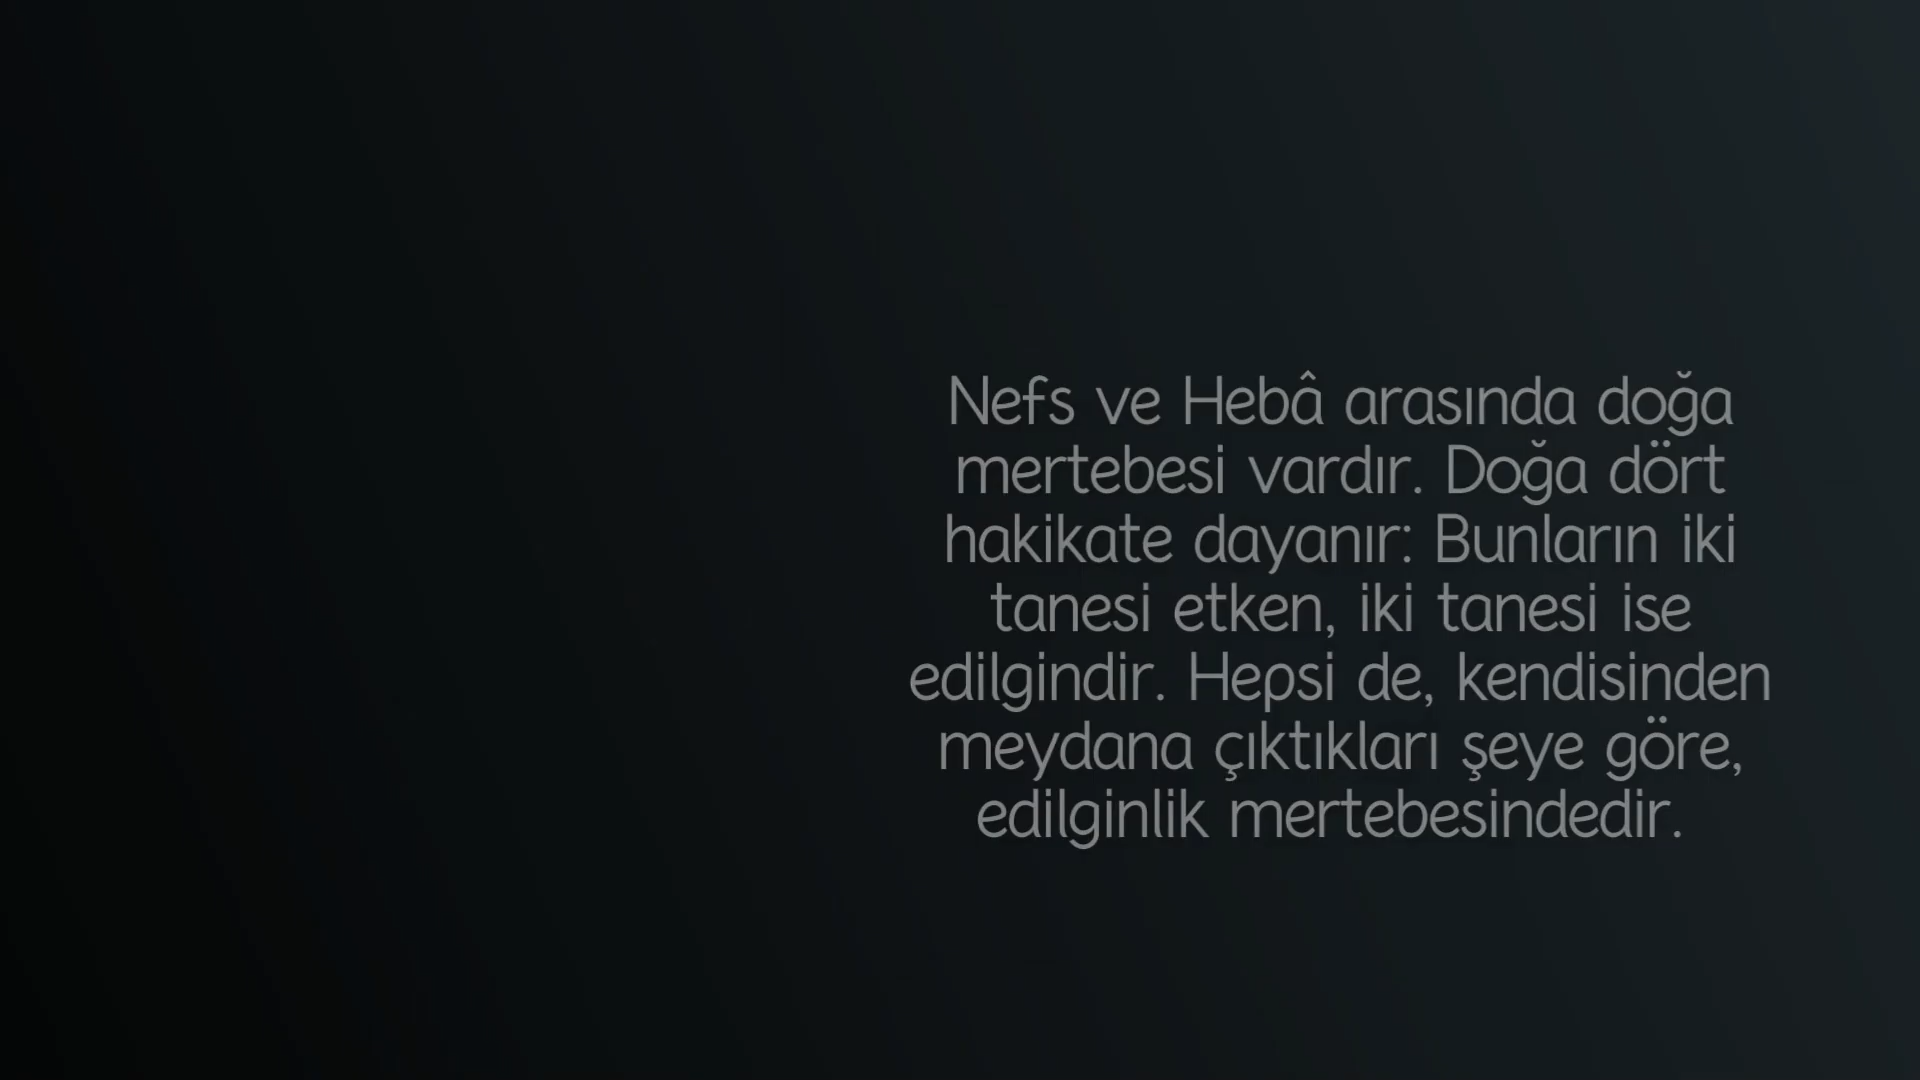 Nefs ve Hebâ arasında doğa
mertebesi vardır. Doğa dört
hakikate dayanır: Bunların iki
tanesi etken, iki tanesi ise
edilgindir. Hepsi de, kendisinden
meydana çıktıkları şeye göre,
edilginlik mertebesindedir.